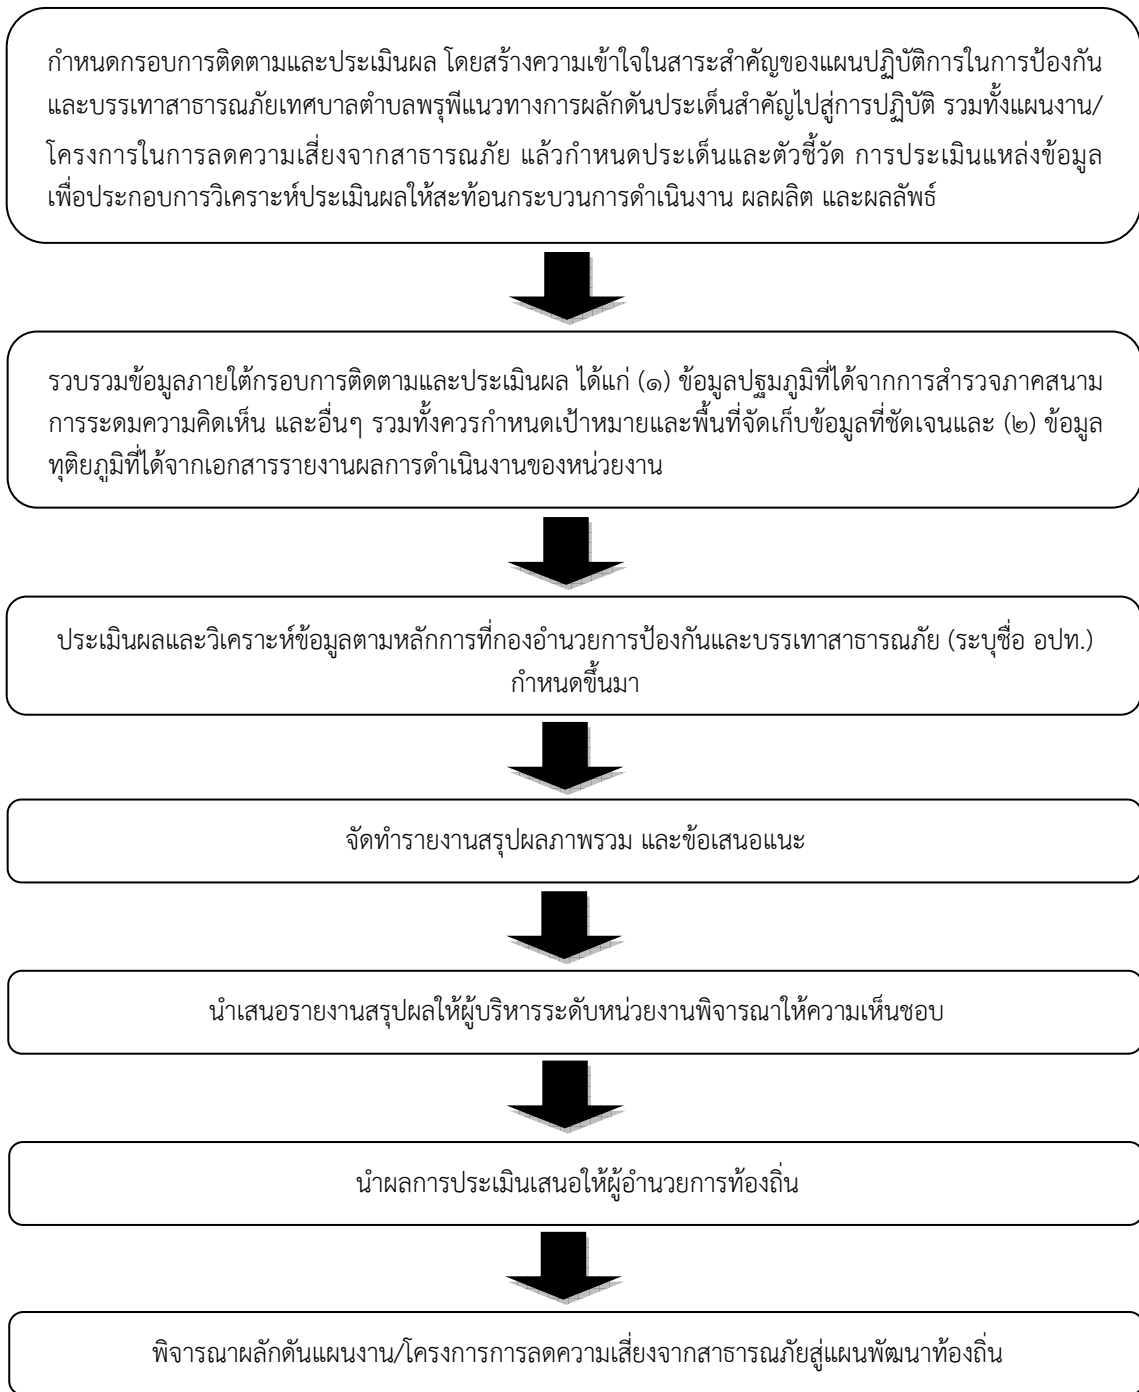 กำหนดกรอบการติดตามและประเมินผล โดยสร้างความเข้าใจในสาระสำคัญของแผนปฏิบัติการในการป้องกัน
และบรรเทาสาธารณภัยเทศบาลตำบลพรุพีแนวทางการผลักดันประเด็นสำคัญไปสู่การปฏิบัติ รวมทั้งแผนงาน/
โครงการในการลดความเสี่ยงจากสาธารณภัย แล้วกำหนดประเด็นและตัวชี้วัด การประเมินแหล่งข้อมูล
เพื่อประกอบการวิเคราะห์ประเมินผลให้สะท้อนกระบวนการดำเนินงาน ผลผลิต และผลลัพธ์
รวบรวมข้อมูลภายใต้กรอบการติดตามและประเมินผล ได้แก่ (๑) ข้อมูลปฐมภูมิที่ได้จากการสำรวจภาคสนาม
การระดมความคิดเห็น และอื่นๆ รวมทั้งควรกำหนดเป้าหมายและพื้นที่จัดเก็บข้อมูลที่ชัดเจนและ (๒) ข้อมูล
ทุติยภูมิที่ได้จากเอกสารรายงานผลการดำเนินงานของหน่วยงาน
ประเมินผลและวิเคราะห์ข้อมูลตามหลักการที่กองอำนวยการป้องกันและบรรเทาสาธารณภัย (ระบุชื่อ อปท.)
กำหนดขึ้นมา
จัดทำรายงานสรุปผลภาพรวม และข้อเสนอแนะ
นำเสนอรายงานสรุปผลให้ผู้บริหารระดับหน่วยงานพิจารณาให้ความเห็นชอบ
นำผลการประเมินเสนอให้ผู้อำนวยการท้องถิ่น
พิจารณาผลักดันแผนงาน/โครงการการลดความเสี่ยงจากสาธารณภัยสู่แผนพัฒนาท้องถิ่น